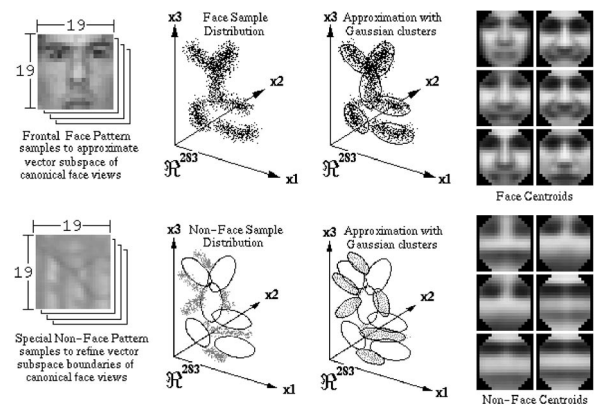 19
19
Frontal Face Pattern
samples to approximate
vector subspace of
canonical face views
x3
Face Sample
Distribution
x2
ℜ283
x1
x3
Approximation with
Gaussian clusters
x2
ℜ283
x1
Face Centroids
19
19
Special Non-Face Pattern
samples to refine vector
subspace boundaries of
canonical face views
x3
Non-Face Sample
Distribution
x2
ℜ283
x1
x3
Approximation with
Gaussian clusters
x2
ℜ283
x1
Non-Face Centroids